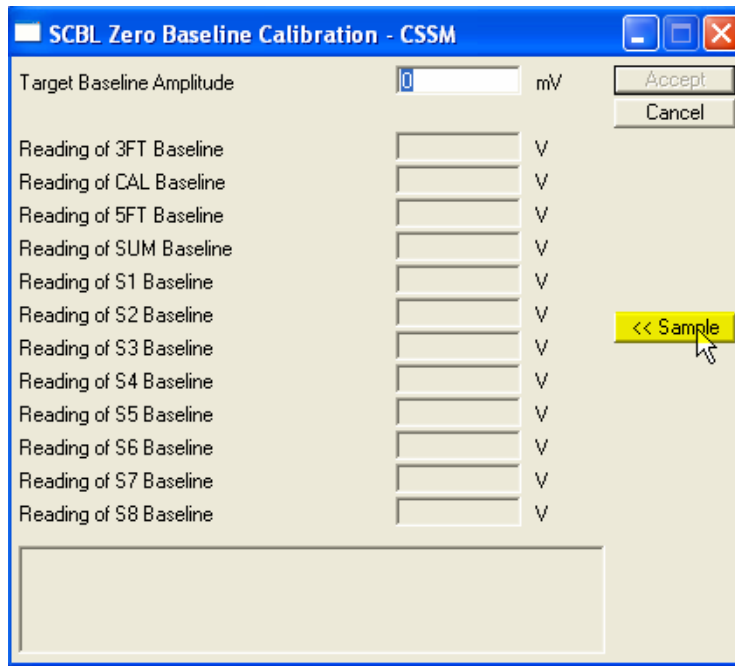 SCBL Zero Baseline Calibration - CSSM
Target Baseline Amplitude 0 mV Accept
Cancel
Reading of 3FT Baseline V
Reading of CAL Baseline V
Reading of 5FT Baseline V
Reading of SUM Baseline V
Reading of S1 Baseline V
Reading of S2 Baseline V
<< Sample
Reading of S3 Baseline V
Reading of S4 Baseline V
Reading of S5 Baseline V
Reading of S6 Baseline V
Reading of S7 Baseline V
Reading of S8 Baseline V